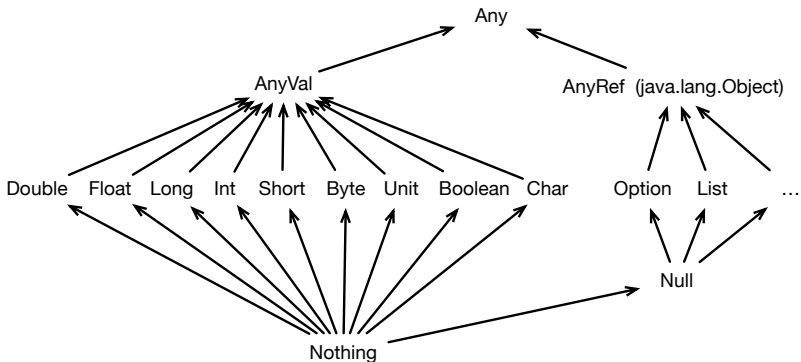 Any
AnyVal
AnyRef (java.lang.Object)
Double Float Long Int Short Byte Unit Boolean Char Option List ...
Null
Nothing